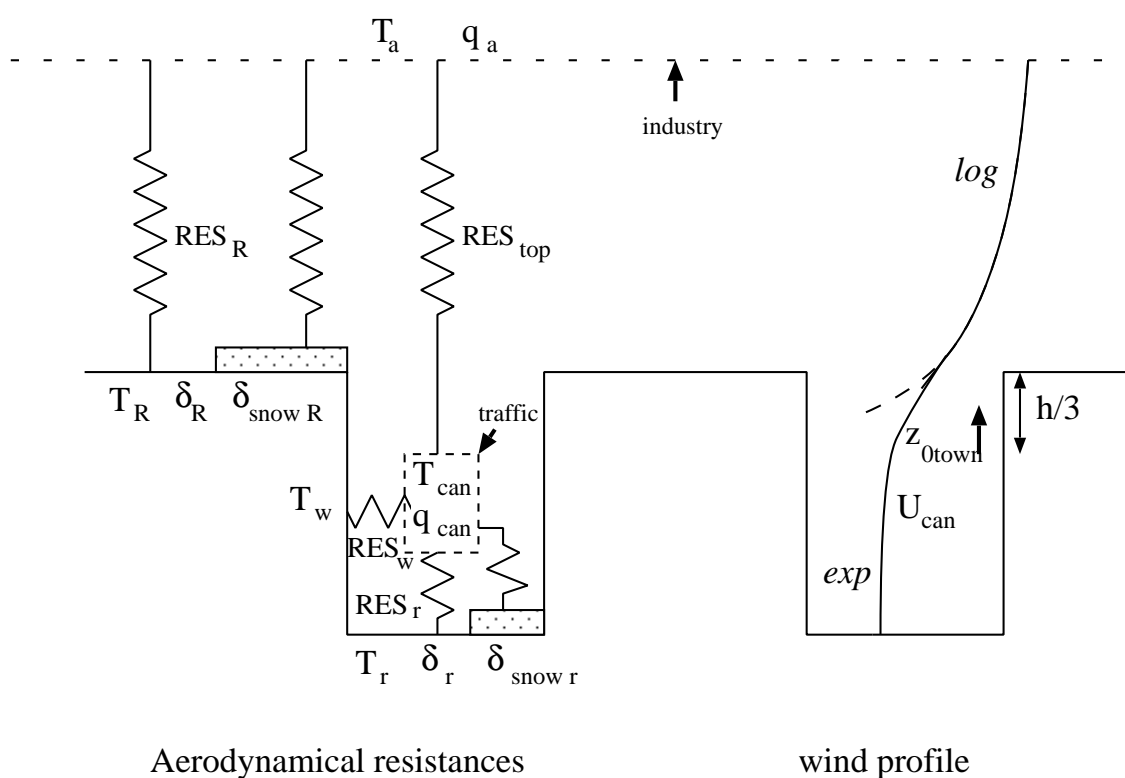 T_a q_a
industry
log
RES_R RES_top
T_R δ_R δ_snow R
traffic
h/3
z_0town
T_can
T_w q_can
U_can
RES_w
exp
RES_r
T_r δ_r δ_snow r
Aerodynamical resistances wind profile